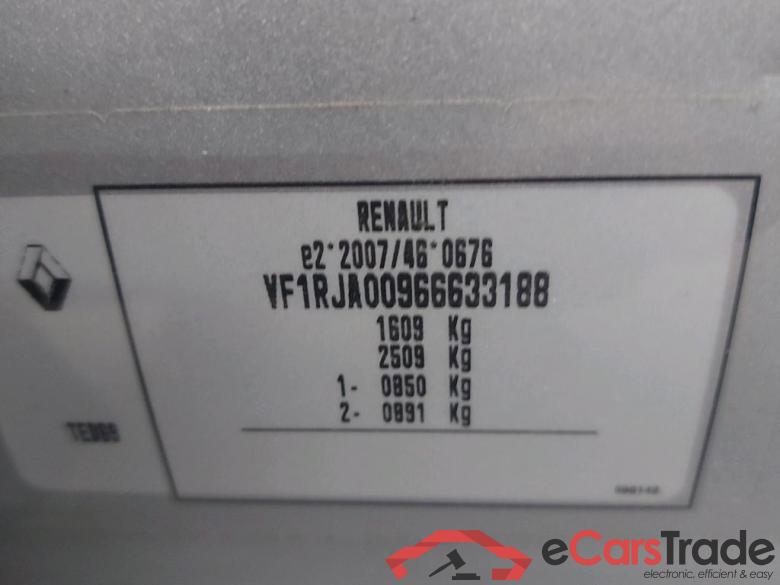 RENAULT
e2*2007/46*0676
VF1RJA00966633188
1609 Kg
2509 Kg
1- 0850 Kg
2- 0891 Kg
eCarsTrade
electronic, efficient & easy